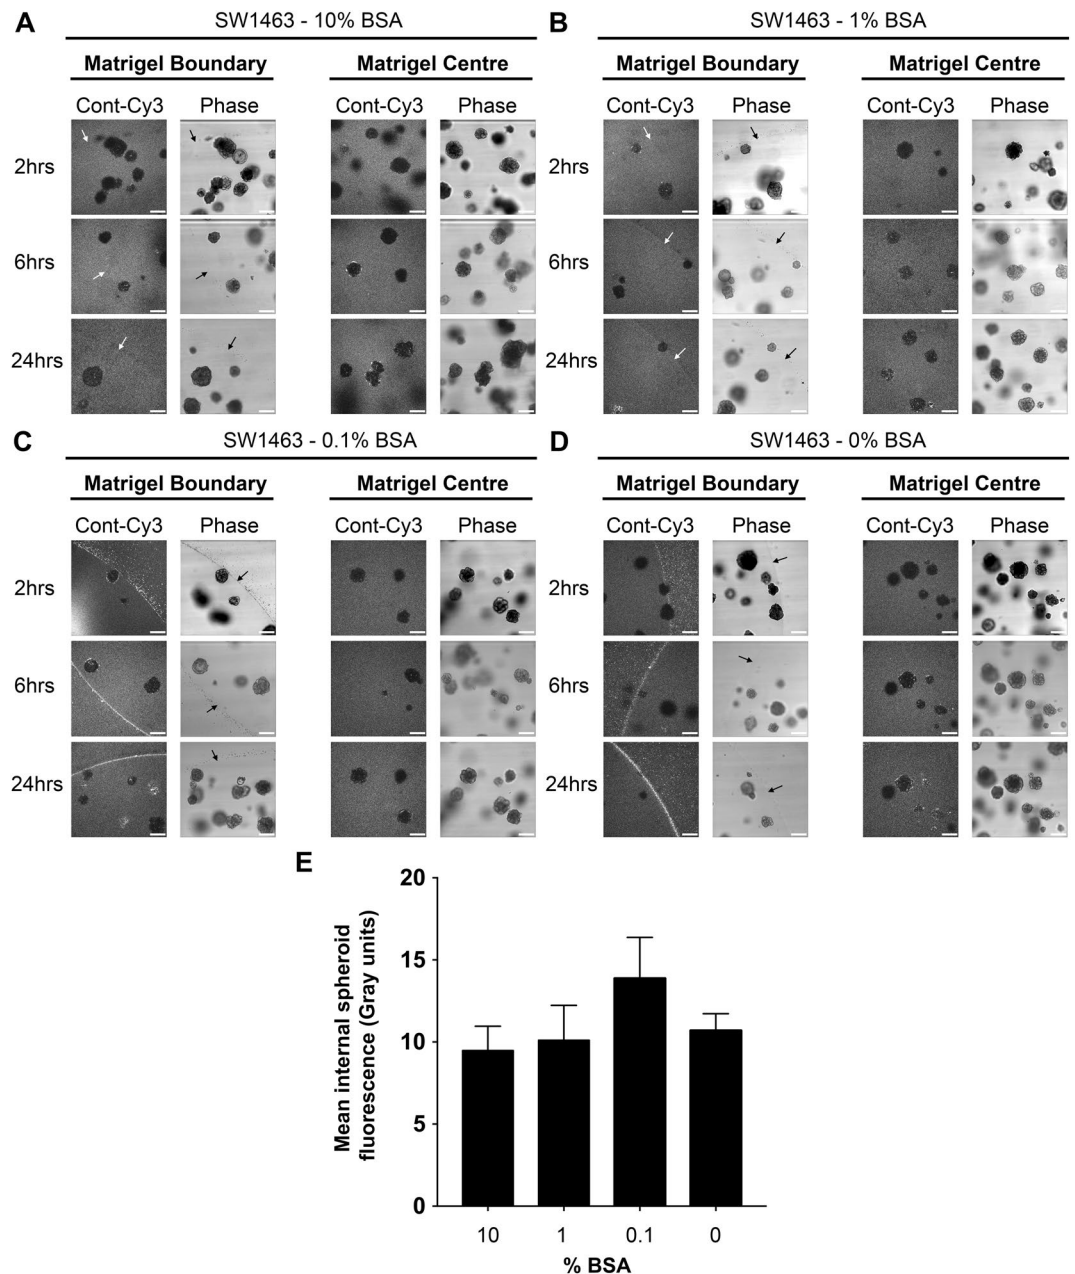 A
SW1463 - 10% BSA
Matrigel Boundary
Matrigel Centre
Cont-Cy3
Phase
Cont-Cy3
Phase
2hrs
6hrs
24hrs
B
SW1463 - 1% BSA
Matrigel Boundary
Matrigel Centre
Cont-Cy3
Phase
Cont-Cy3
Phase
2hrs
6hrs
24hrs
C
SW1463 - 0.1% BSA
Matrigel Boundary
Matrigel Centre
Cont-Cy3
Phase
Cont-Cy3
Phase
2hrs
6hrs
24hrs
D
SW1463 - 0% BSA
Matrigel Boundary
Matrigel Centre
Cont-Cy3
Phase
Cont-Cy3
Phase
2hrs
6hrs
24hrs
E
Mean internal spheroid
fluorescence (Gray units)
20
15
10
5
0
10
1
0.1
0
% BSA